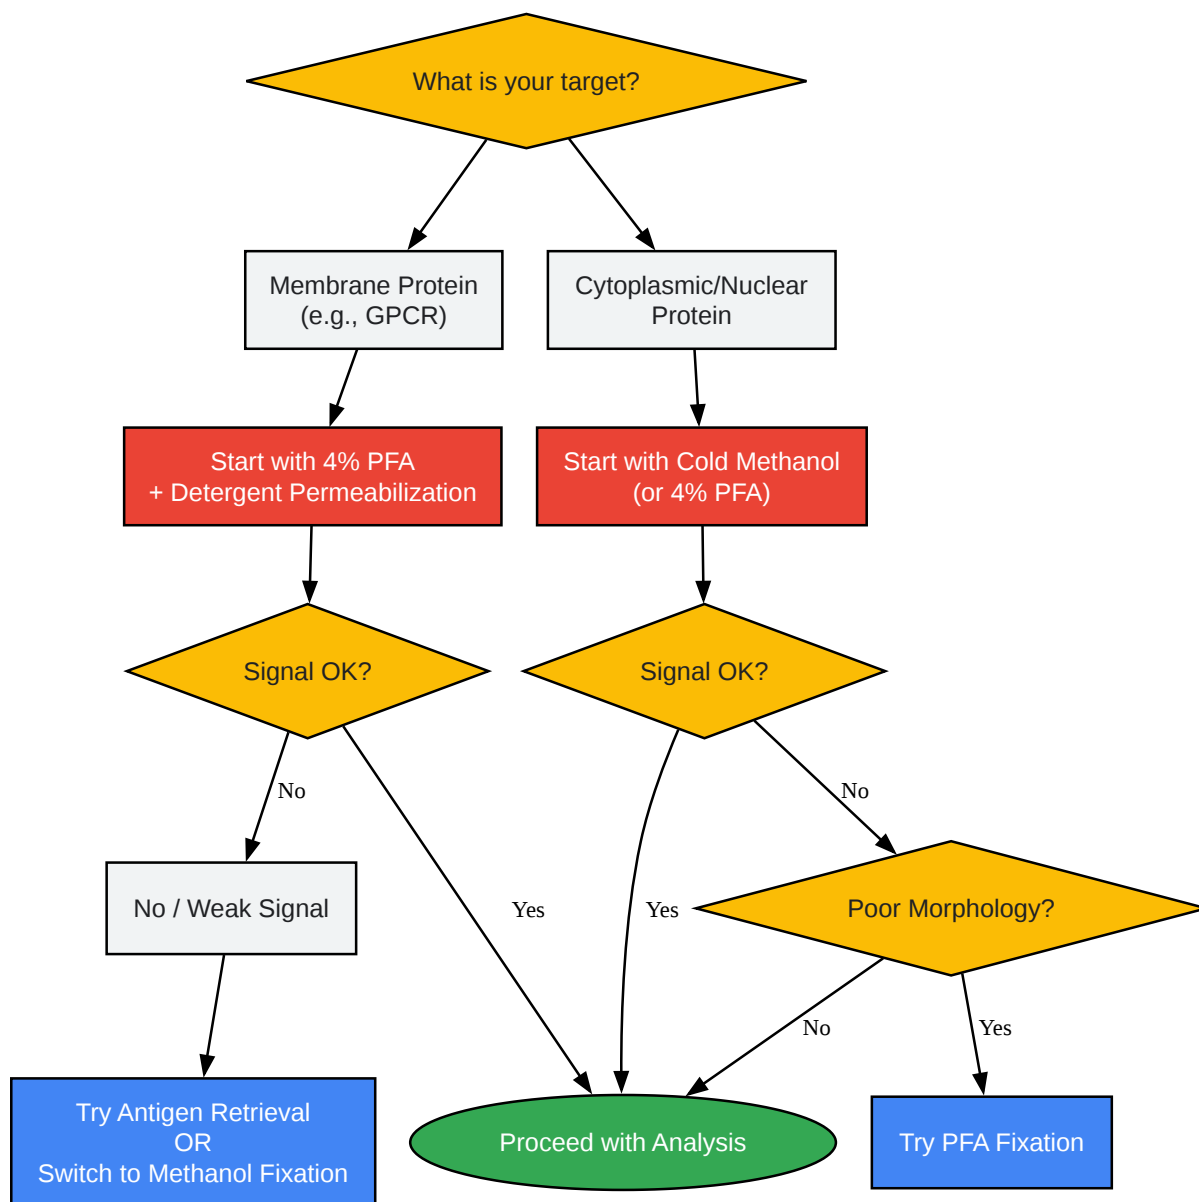 What is your target?
Membrane Protein
(e.g., GPCR)
Cytoplasmic/Nuclear
Protein
Start with 4% PFA
+ Detergent Permeabilization
Start with Cold Methanol
(or 4% PFA)
Signal OK?
Signal OK?
No
No
No / Weak Signal
Yes
Yes
Poor Morphology?
No
Yes
Try Antigen Retrieval
OR
Switch to Methanol Fixation
Proceed with Analysis
Try PFA Fixation